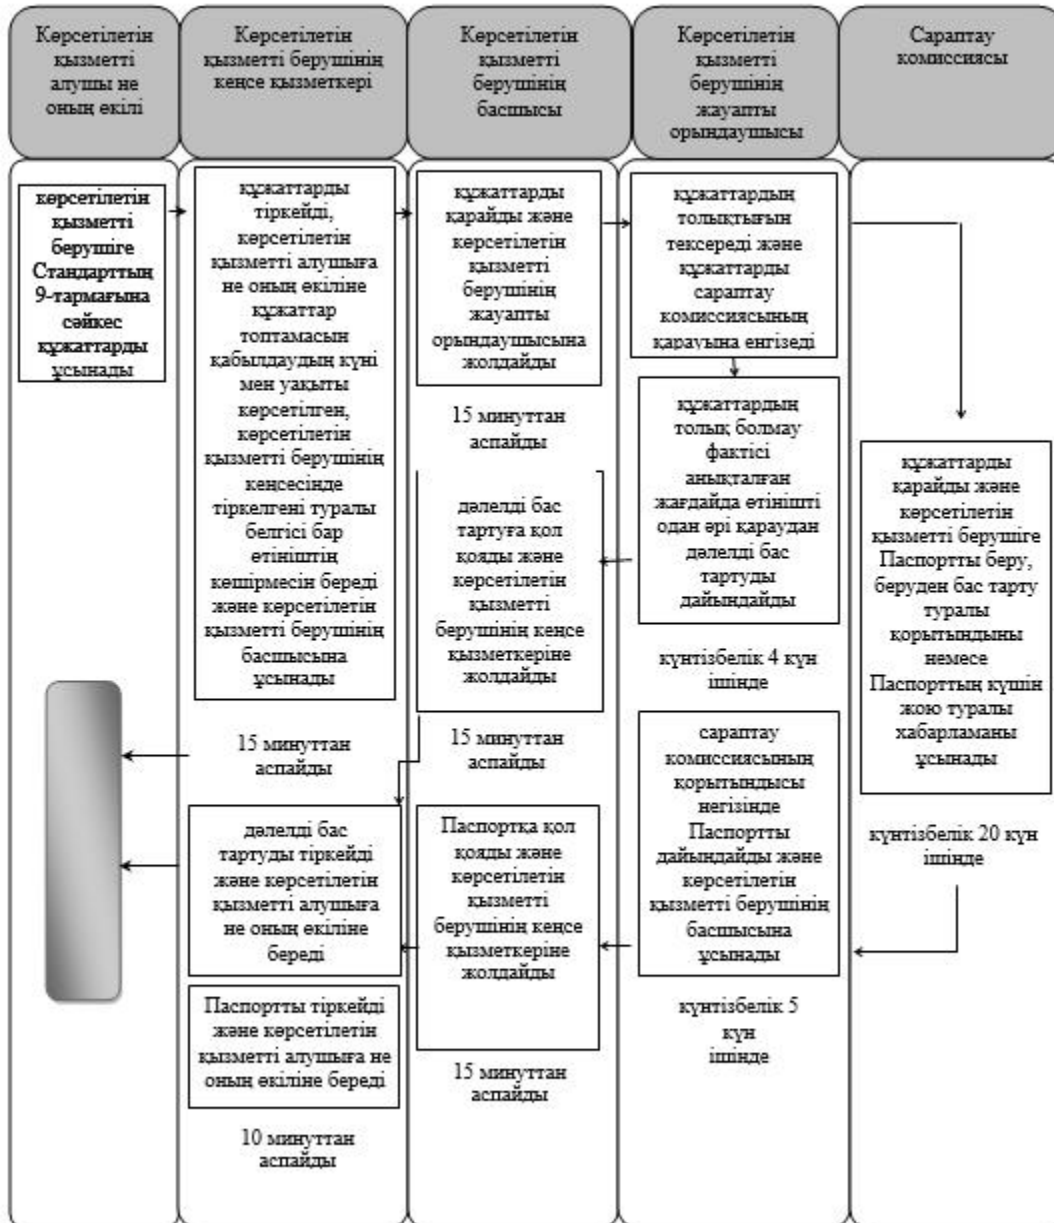 Көрсетілетін
қызметті
алушы не
оның өкілі
Көрсетілетін
қызметті берушінің
кеңсе қызметкері
Көрсетілетін
қызметті
берушінің
басшысы
Көрсетілетін
қызметті
берушінің
жауапты
орындаушысы
Сараптау
комиссиясы
көрсетілетін
қызметті
берушіге
Стандарттың
9-тармағына
сәйкес
құжаттарды
ұсынады
құжаттарды
тіркейді,
көрсетілетін
қызметті алушыға
не оның өкіліне
құжаттар
топтамасын
қабылдаудың күні
мен уақыты
көрсетілген,
көрсетілетін
қызметті берушінің
кеңсесінде
тіркелгені туралы
белгісі бар
өтініштің
көшірмесін береді
және көрсетілетін
қызметті берушінің
басшысына
ұсынады
15 минуттан
аспайды
дәлелді бас
тартуды тіркейді
және көрсетілетін
қызметті алушыға
не оның өкіліне
береді
Паспортты тіркейді
және көрсетілетін
қызметті алушыға не
оның өкіліне береді
10 минуттан
аспайды
құжаттарды
қарайды және
көрсетілетін
қызметті
берушінің
жауапты
орындаушысына
жолдайды
15 минуттан
аспайды
дәлелді бас
тартуға қол
қояды және
көрсетілетін
қызметті
берушінің кеңсе
қызметкеріне
жолдайды
15 минуттан
аспайды
Паспортқа қол
қояды және
көрсетілетін
қызметті
берушінің кеңсе
қызметкеріне
жолдайды
15 минуттан
аспайды
құжаттардың
толықтығын
тексереді және
құжаттарды
сараптау
комиссиясының
қарауына енгізеді
құжаттардың
толық болмау
фактісі
анықталған
жағдайда өтінішті
одан әрі қараудан
дәлелді бас
тартуды
дайындайды
күнтізбелік 4 күн
ішінде
сараптау
комиссиясының
қорытындысы
негізінде
Паспортты
дайындайды және
көрсетілетін
қызметті берушінің
басшысына
ұсынады
күнтізбелік 5
күн
ішінде
құжаттарды
қарайды және
көрсетілетін
қызметті берушіге
Паспортты беру,
беруден бас тарту
туралы
қорытындыны
немесе
Паспорттың күшін
жою туралы
хабарламаны
ұсынады
күнтізбелік 20 күн
ішінде